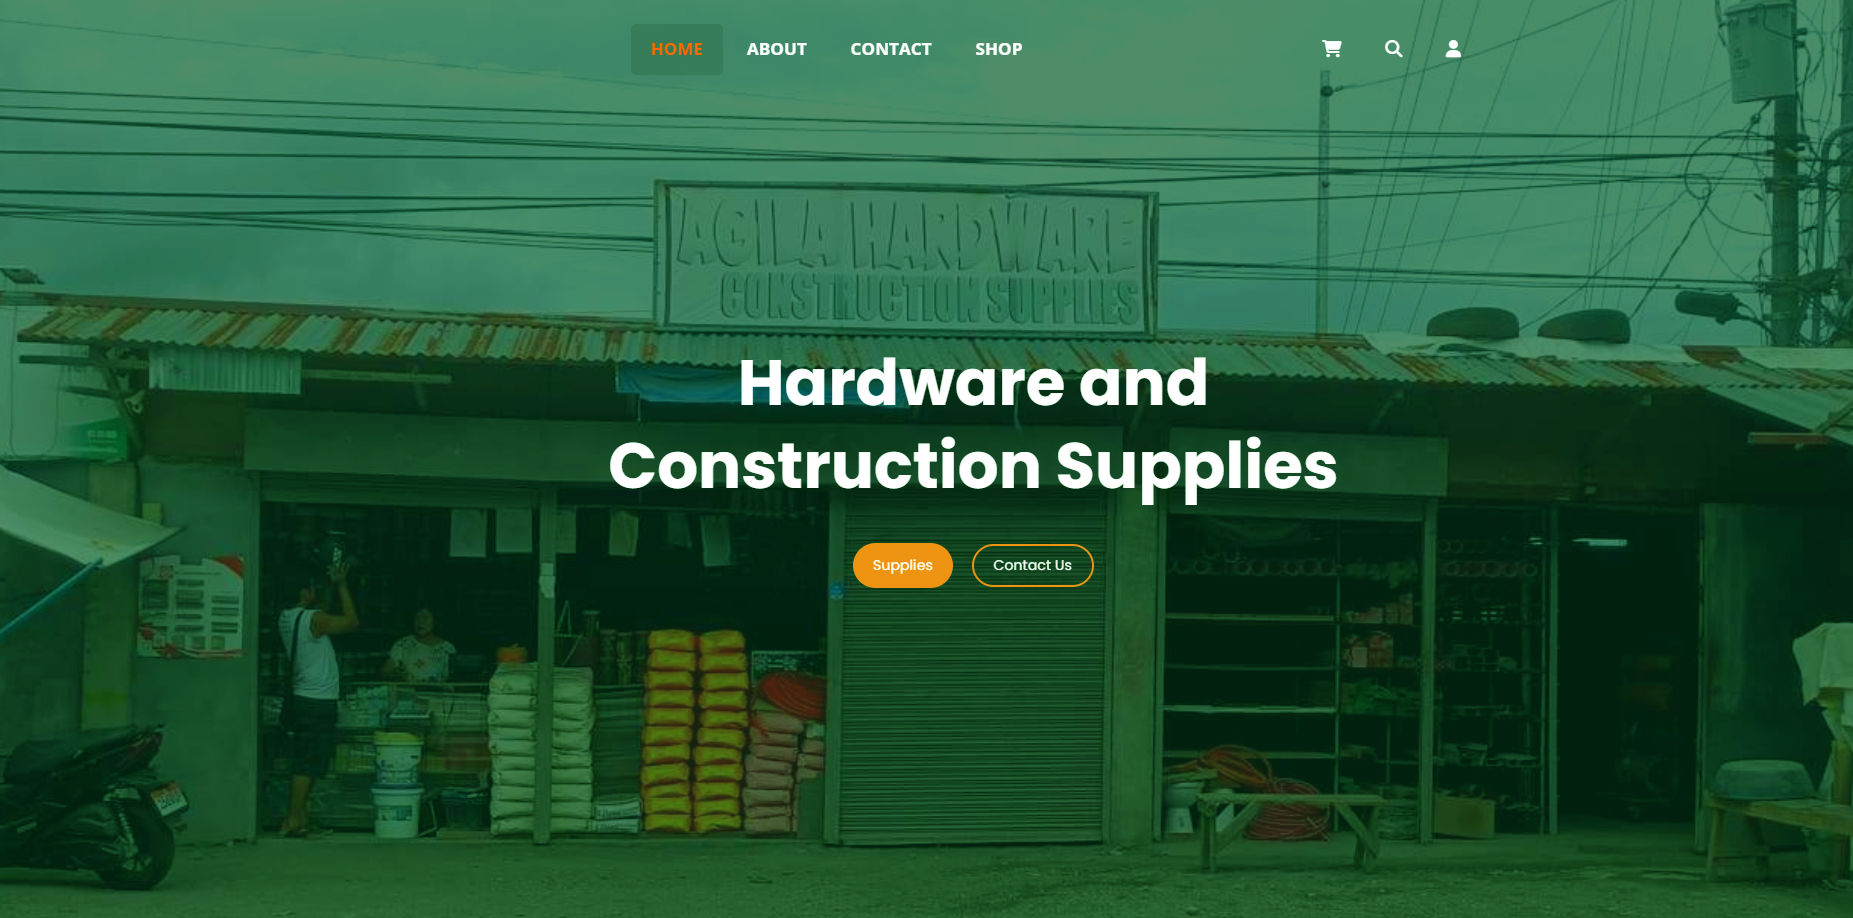 HOME ABOUT CONTACT SHOP
AGILA HARDWARE
CONSTRUCTION SUPPLIES
Hardware and
Construction Supplies
Supplies Contact Us